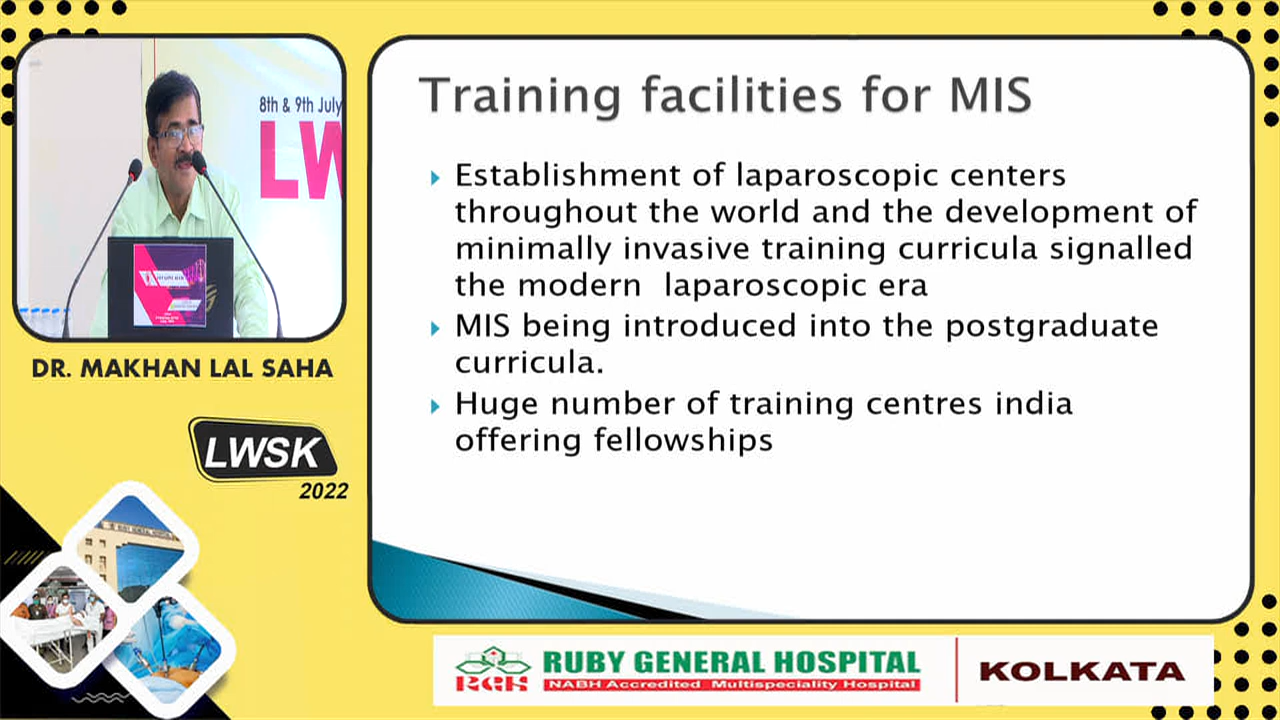 8th & 9th July
LW
DR. MAKHAN LAL SAHA
LWSK
2022
Training facilities for MIS
Establishment of laparoscopic centers
throughout the world and the development of
minimally invasive training curricula signalled
the modern laparoscopic era
MIS being introduced into the postgraduate
curricula.
Huge number of training centres india
offering fellowships
RUBY GENERAL HOSPITAL
RGH
NABH Accredited Multispeciality Hospital
KOLKATA